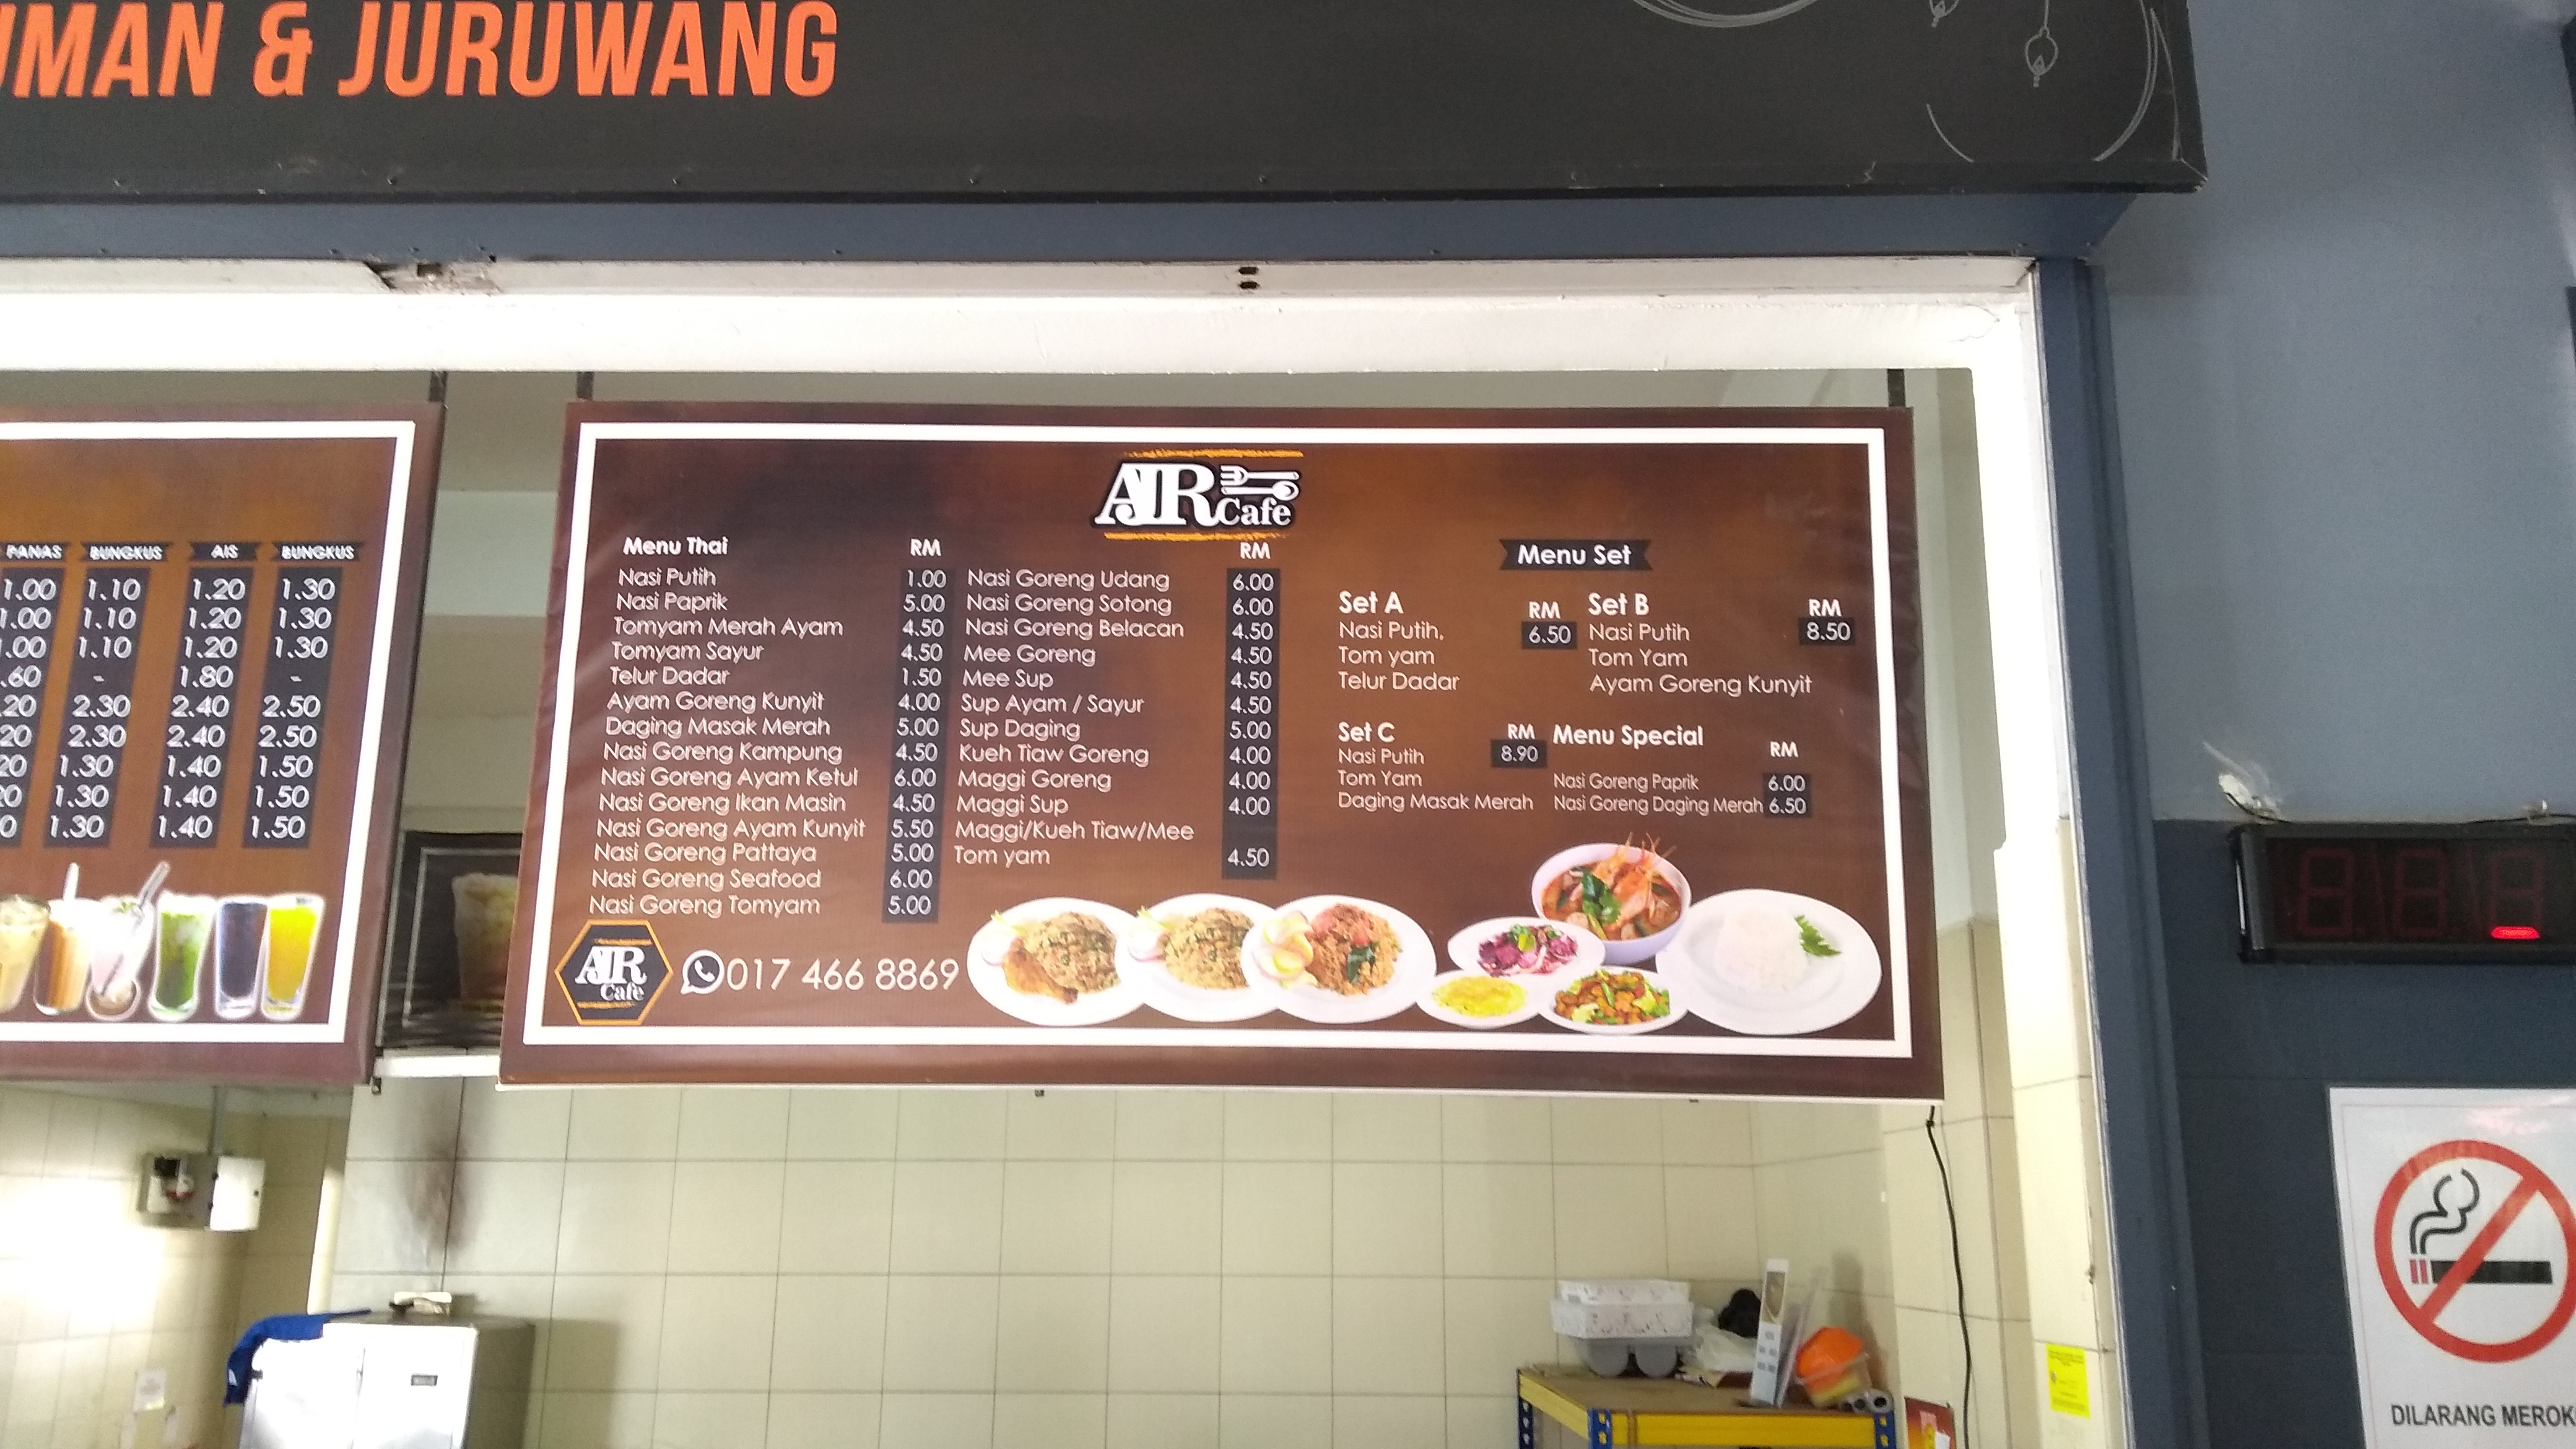 & JURUWANG
PANAS BUNGKUS AIS BUNGKUS
1.00 1.10 1.20 1.30
1.00 1.10 1.20 1.30
1.10 1.20 1.30
- 1.80 -
2.30 2.40 2.50
2.30 2.40 2.50
1.30 1.40 1.50
1.30 1.40 1.50
1.30 1.40 1.50
AJR Cafe
Menu Thai RM
Nasi Putih 1.00
Nasi Paprik 5.00
Tomyam Merah Ayam 4.50
Tomyam Sayur 4.50
Telur Dadar 1.50
Ayam Goreng Kunyit 4.00
Daging Masak Merah 5.00
Nasi Goreng Kampung 4.50
Nasi Goreng Ayam Ketul 6.00
Nasi Goreng Ikan Masin 4.50
Nasi Goreng Ayam Kunyit 5.50
Nasi Goreng Pattaya 5.00
Nasi Goreng Seafood 6.00
Nasi Goreng Tomyam 5.00
RM
Nasi Goreng Udang 6.00
Nasi Goreng Sotong 6.00
Nasi Goreng Belacan 4.50
Mee Goreng 4.50
Mee Sup 4.50
Sup Ayam / Sayur 4.50
Sup Daging 5.00
Kueh Tiaw Goreng 4.00
Maggi Goreng 4.00
Maggi Sup 4.00
Maggi/Kueh Tiaw/Mee
Tom yam 4.50
Menu Set
Set A RM
Nasi Putih, 6.50
Tom yam
Telur Dadar
Set B RM
Nasi Putih 8.50
Tom Yam
Ayam Goreng Kunyit
Set C RM
Nasi Putih 8.90
Tom Yam
Daging Masak Merah
Menu Special RM
Nasi Goreng Paprik 6.00
Nasi Goreng Daging Merah 6.50
AJR
Cafe
017 466 8869
DILARANG